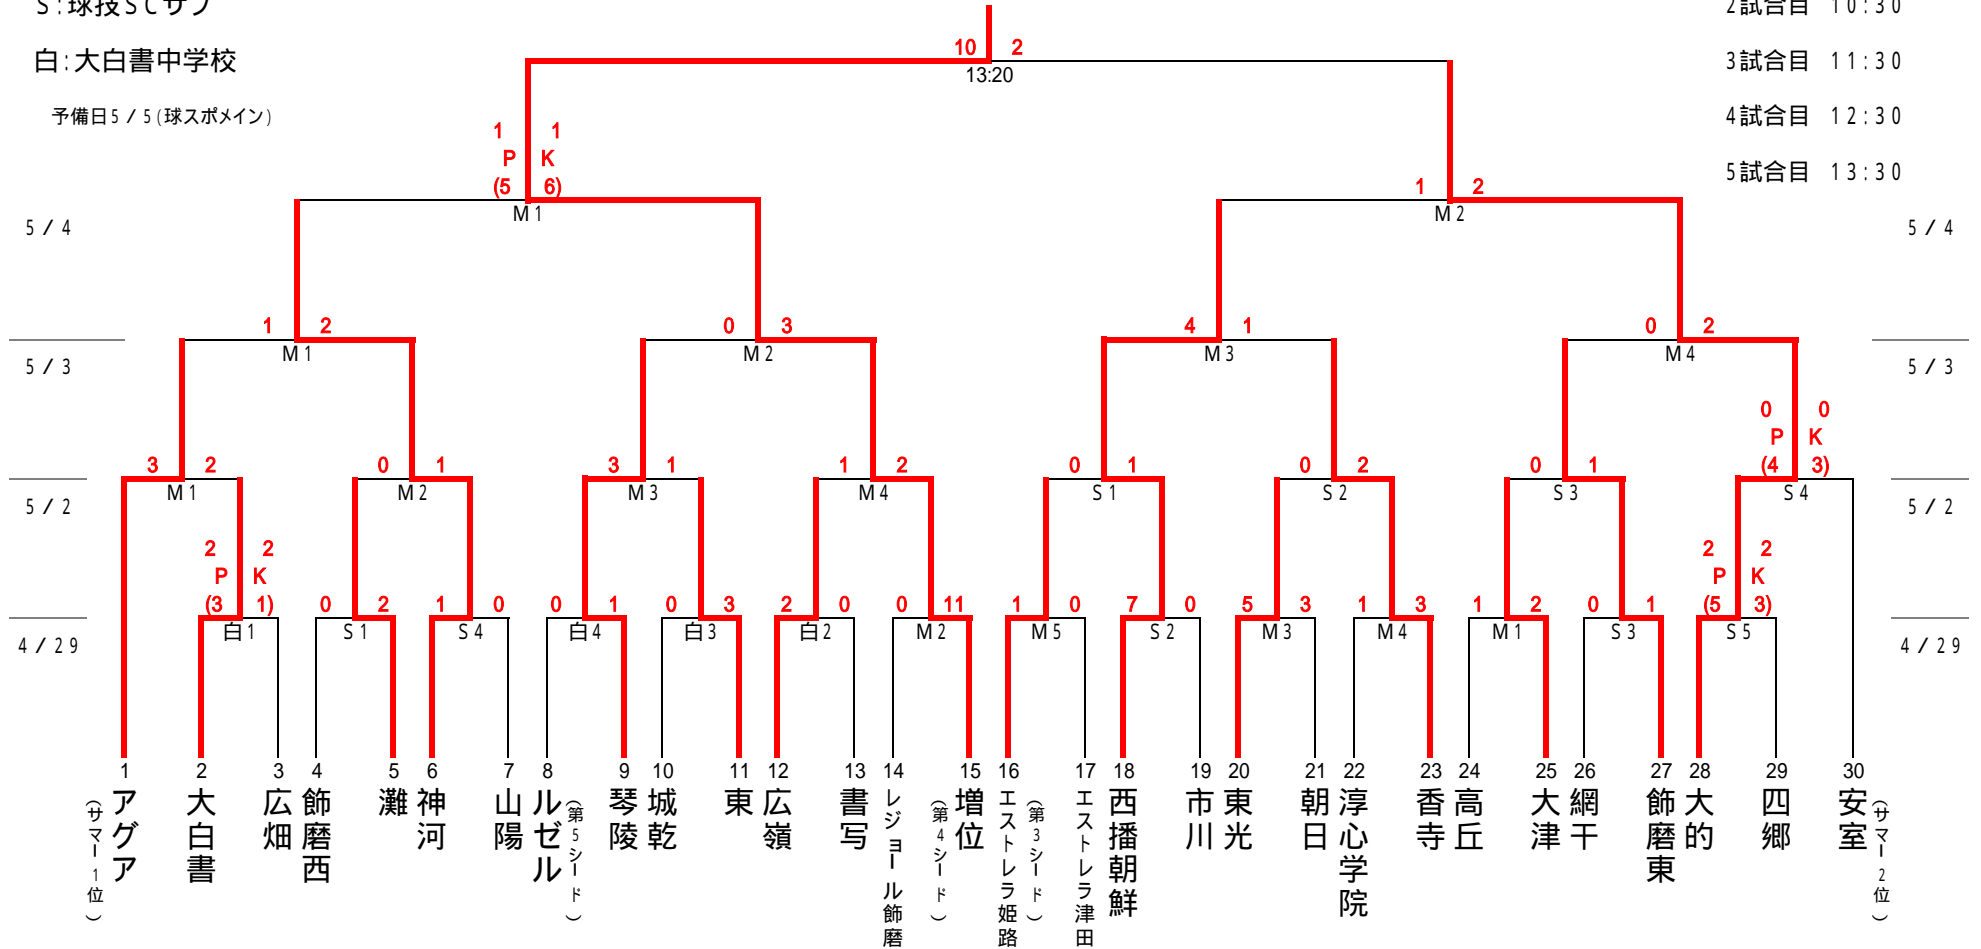 S:球技SCサブ
2試合目 10:30
10 2
13:20
白:大白書中学校
3試合目 11:30
予備日5/5(球スポメイン)
4試合目 12:30
1 1
P K
(5 6)
M1
5試合目 13:30
1 2
M2
5/4
5/4
1 2
M1
0 3
M2
4 1
M3
0 2
M4
5/3
5/3
0 0
P K
(4 3)
S4
3 2
M1
0 1
M2
3 1
M3
1 2
M4
0 1
S1
0 2
S2
0 1
S3
5/2
5/2
2 2
P K
(3 1)
白1
0 2
S1
1 0
S4
0 1
白4
0 3
白3
2 0
白2
0 11
M2
1 0
M5
7 0
S2
5 3
M3
1 3
M4
1 2
M1
0 1
S3
2 2
P K
(5 3)
S5
4/29
4/29
1 アグア (サマー1位)
2 大白書
3 広畑
4 飾磨西
5 灘
6 神河
7 山陽
8 ルゼル (第5シード)
9 琴陵
10 城乾
11 東
12 広嶺
13 書写
14 レジョール飾磨
15 増位 (第4シード)
16 エストレラ姫路 (第3シード)
17 エストレラ津田
18 西播朝鮮
19 市川
20 東光
21 朝日
22 淳心学院
23 香寺
24 高丘
25 大津
26 網干
27 飾磨東
28 大的
29 四郷
30 安室 (サマー2位)